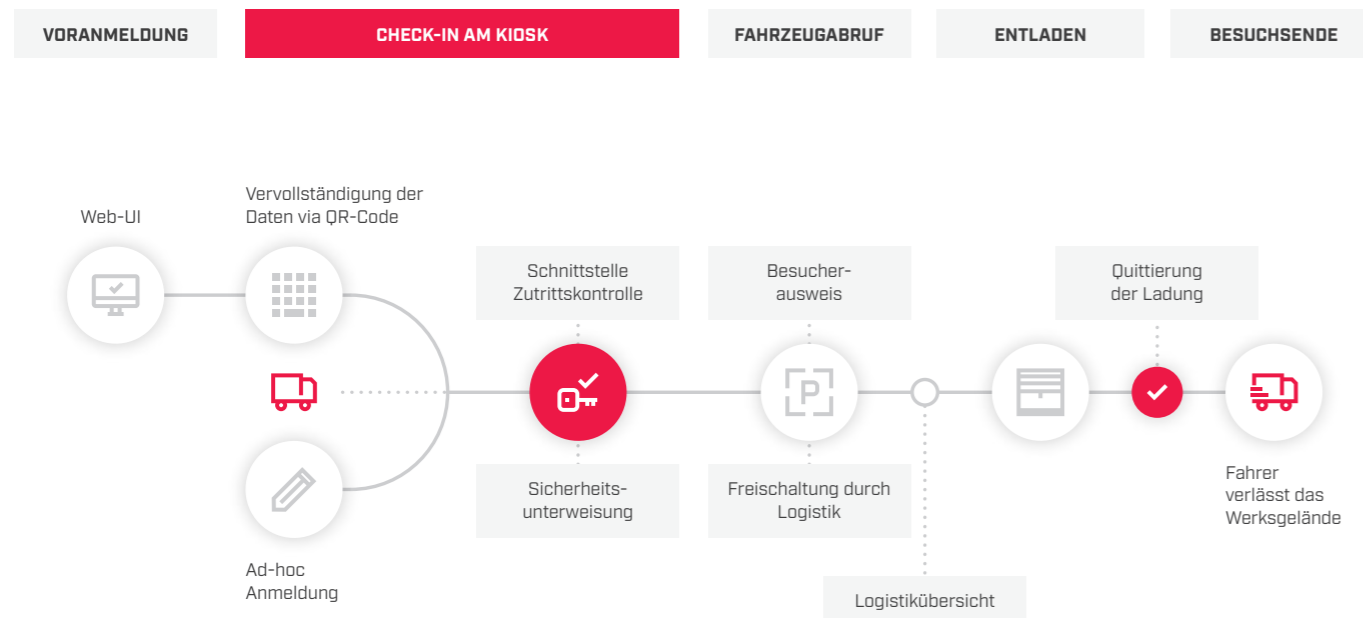 VORANMELDUNG
CHECK-IN AM KIOSK
FAHRZEUGABRUF
ENTLADEN
BESUCHSENDE
Web-UI
Vervollständigung der
Daten via QR-Code
Schnittstelle
Zutrittskontrolle
Besucher-
ausweis
Quittierung
der Ladung
P
Sicherheits-
unterweisung
Freischaltung durch
Logistik
Fahrer
verlässt das
Werksgelände
Ad-hoc
Anmeldung
Logistikübersicht